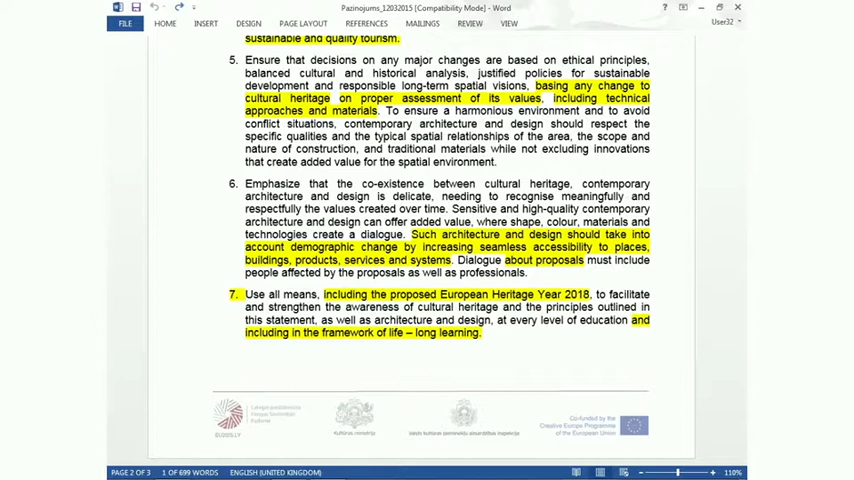 Pazinojums_12032015 [Compatibility Mode] - Word
User32
FILE HOME INSERT DESIGN PAGE LAYOUT REFERENCES MAILINGS REVIEW VIEW
sustainable and quality tourism.
5. Ensure that decisions on any major changes are based on ethical principles,
balanced cultural and historical analysis, justified policies for sustainable
development and responsible long-term spatial visions, basing any change to
cultural heritage on proper assessment of its values, including technical
approaches and materials. To ensure a harmonious environment and to avoid
conflict situations, contemporary architecture and design should respect the
specific qualities and the typical spatial relationships of the area, the scope and
nature of construction, and traditional materials while not excluding innovations
that create added value for the spatial environment.
6. Emphasize that the co-existence between cultural heritage, contemporary
architecture and design is delicate, needing to recognise meaningfully and
respectfully the values created over time. Sensitive and high-quality contemporary
architecture and design can offer added value, where shape, colour, materials and
technologies create a dialogue. Such architecture and design should take into
account demographic change by increasing seamless accessibility to places,
buildings, products, services and systems. Dialogue about proposals must include
people affected by the proposals as well as professionals.
7. Use all means, including the proposed European Heritage Year 2018, to facilitate
and strengthen the awareness of cultural heritage and the principles outlined in
this statement, as well as architecture and design, at every level of education and
including in the framework of life – long learning.
EU2015.LV
Kultūras ministrija
Co-funded by the
Creative Europe Programme
of the European Union
PAGE 2 OF 3 1 OF 699 WORDS ENGLISH (UNITED KINGDOM) 110%